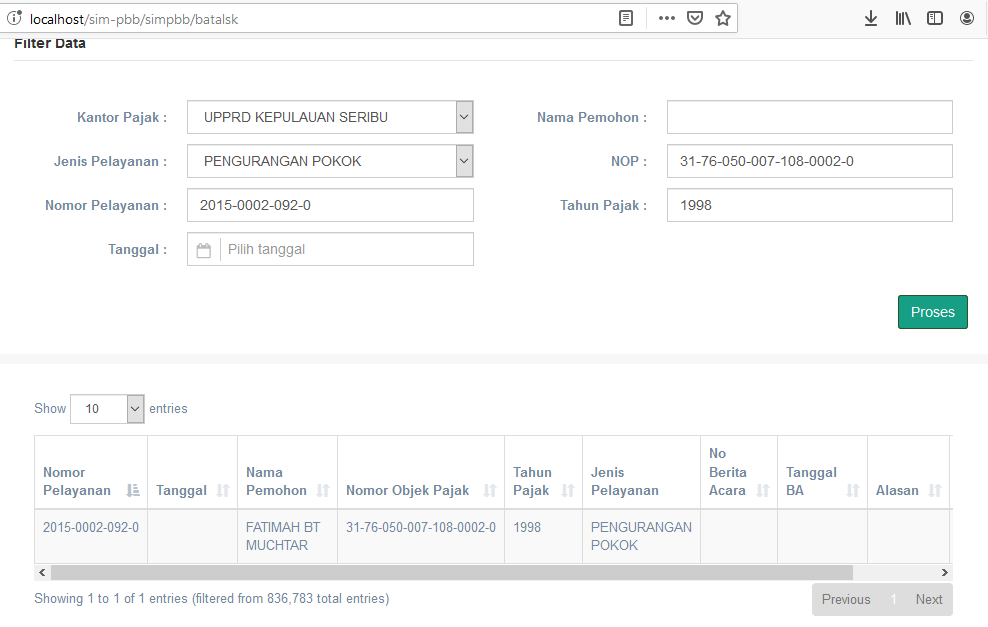 localhost/sim-pbb/simpbb/batalsk
Filter Data
Kantor Pajak : UPPRD KEPULAUAN SERIBU Nama Pemohon :
Jenis Pelayanan : PENGURANGAN POKOK NOP : 31-76-050-007-108-0002-0
Nomor Pelayanan : 2015-0002-092-0 Tahun Pajak : 1998
Tanggal : Pilih tanggal
Proses
Show 10 entries
Nomor Pelayanan Tanggal Nama Pemohon Nomor Objek Pajak Tahun Pajak Jenis Pelayanan No Berita Acara Tanggal BA Alasan
2015-0002-092-0 FATIMAH BT MUCHTAR 31-76-050-007-108-0002-0 1998 PENGURANGAN POKOK
Showing 1 to 1 of 1 entries (filtered from 836,783 total entries)
Previous 1 Next